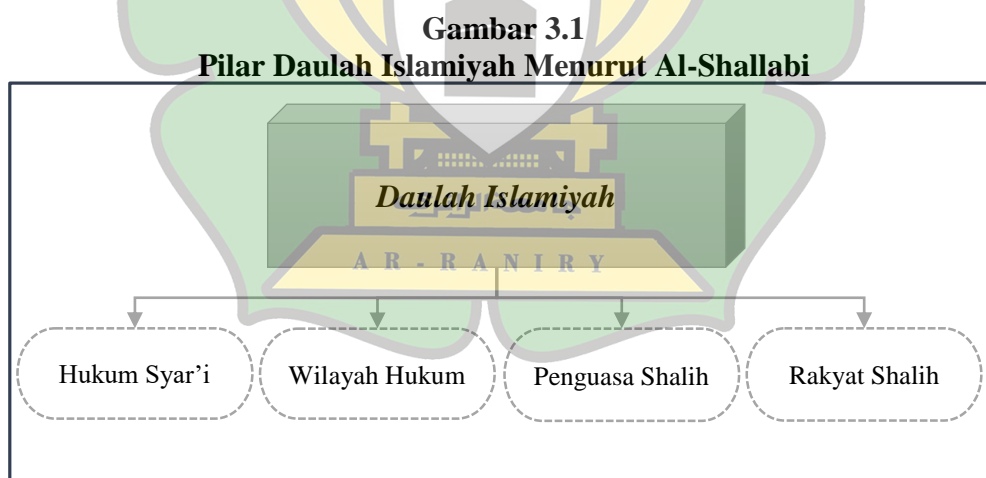 Gambar 3.1
Pilar Daulah Islamiyah Menurut Al-Shallabi
Daulah Islamiyah
A R - R A N I R Y
Hukum Syar’i
Wilayah Hukum
Penguasa Shalih
Rakyat Shalih